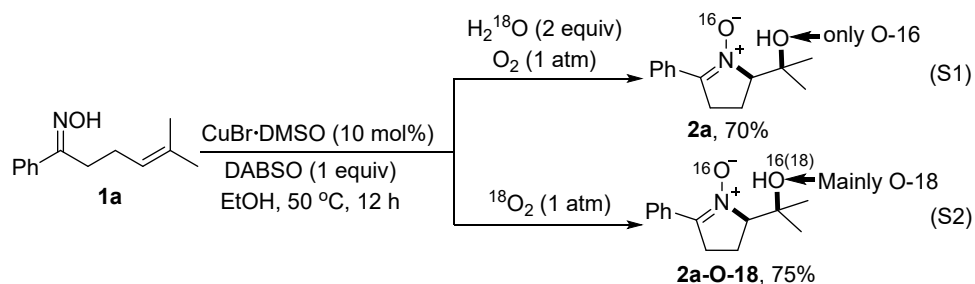 H₂¹⁸O (2 equiv)
O₂ (1 atm)
¹⁶O⁻
N⁺
Ph
HO
only O-16
(S1)
2a, 70%
NOH
Ph
1a
CuBr•DMSO (10 mol%)
DABSO (1 equiv)
EtOH, 50 °C, 12 h
¹⁸O₂ (1 atm)
¹⁶O⁻
N⁺
Ph
HO¹⁶⁽¹⁸⁾
Mainly O-18
(S2)
2a-O-18, 75%